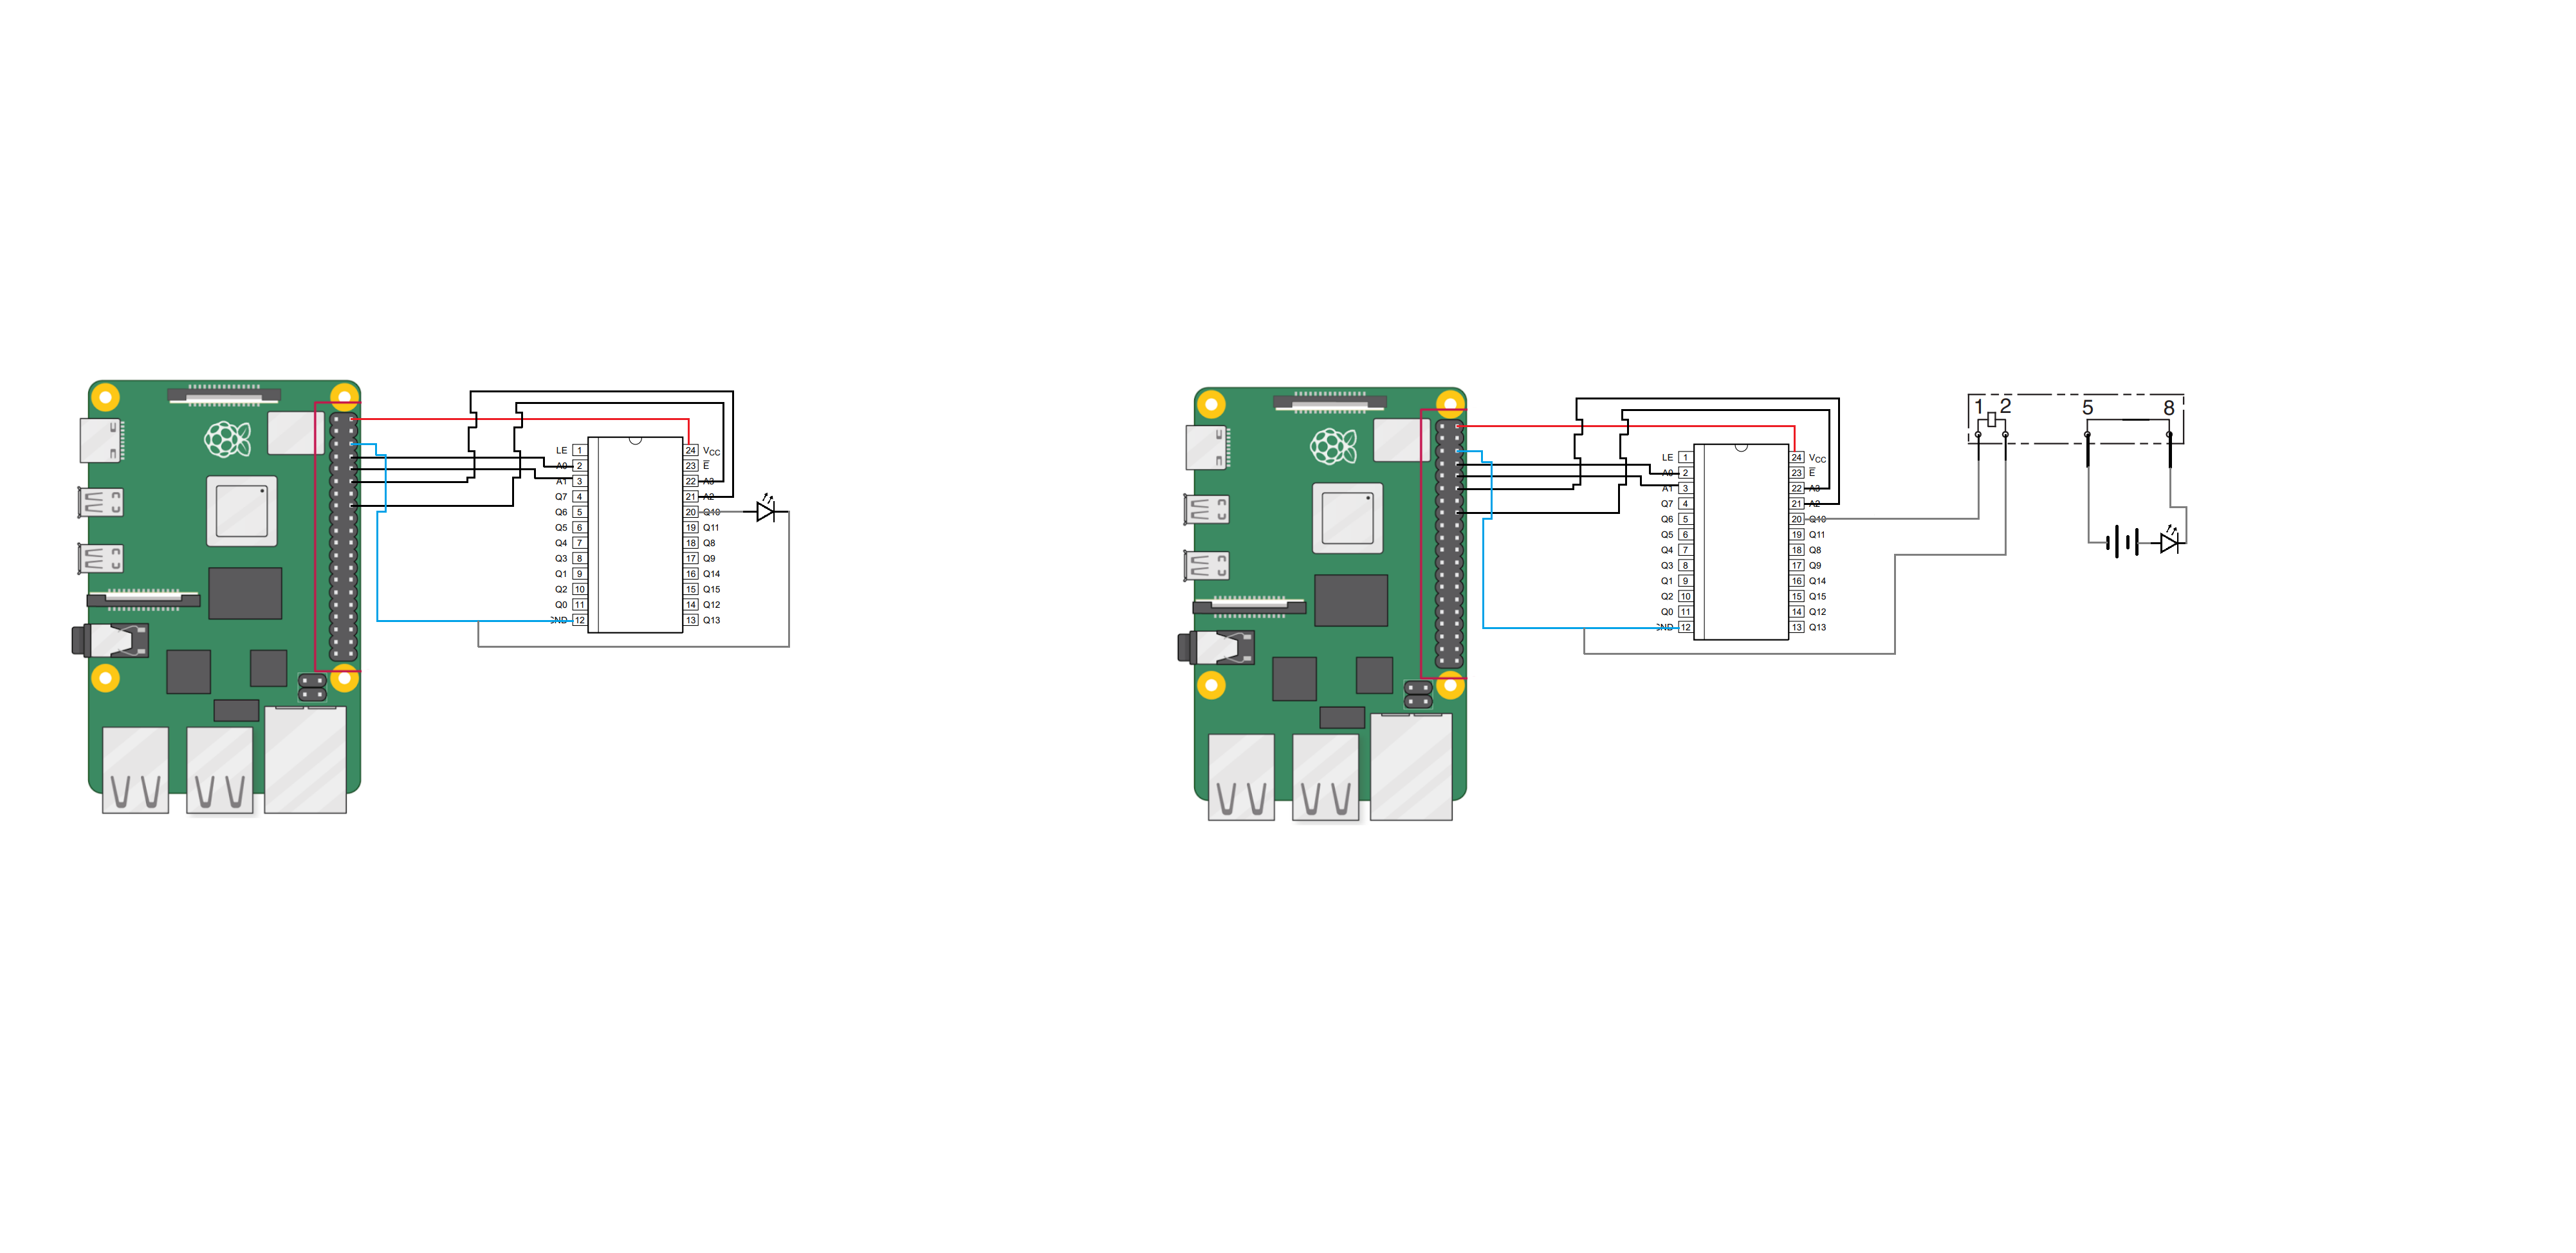 LE 1 24 VCC
A0 2 23 E̅
A1 3 22 A3
Q7 4 21 A2
Q6 5 20 Q10
Q5 6 19 Q11
Q4 7 18 Q8
Q3 8 17 Q9
Q1 9 16 Q14
Q2 10 15 Q15
Q0 11 14 Q12
GND 12 13 Q13
1 2 5 8
LE 1 24 VCC
A0 2 23 E̅
A1 3 22 A3
Q7 4 21 A2
Q6 5 20 Q10
Q5 6 19 Q11
Q4 7 18 Q8
Q3 8 17 Q9
Q1 9 16 Q14
Q2 10 15 Q15
Q0 11 14 Q12
GND 12 13 Q13